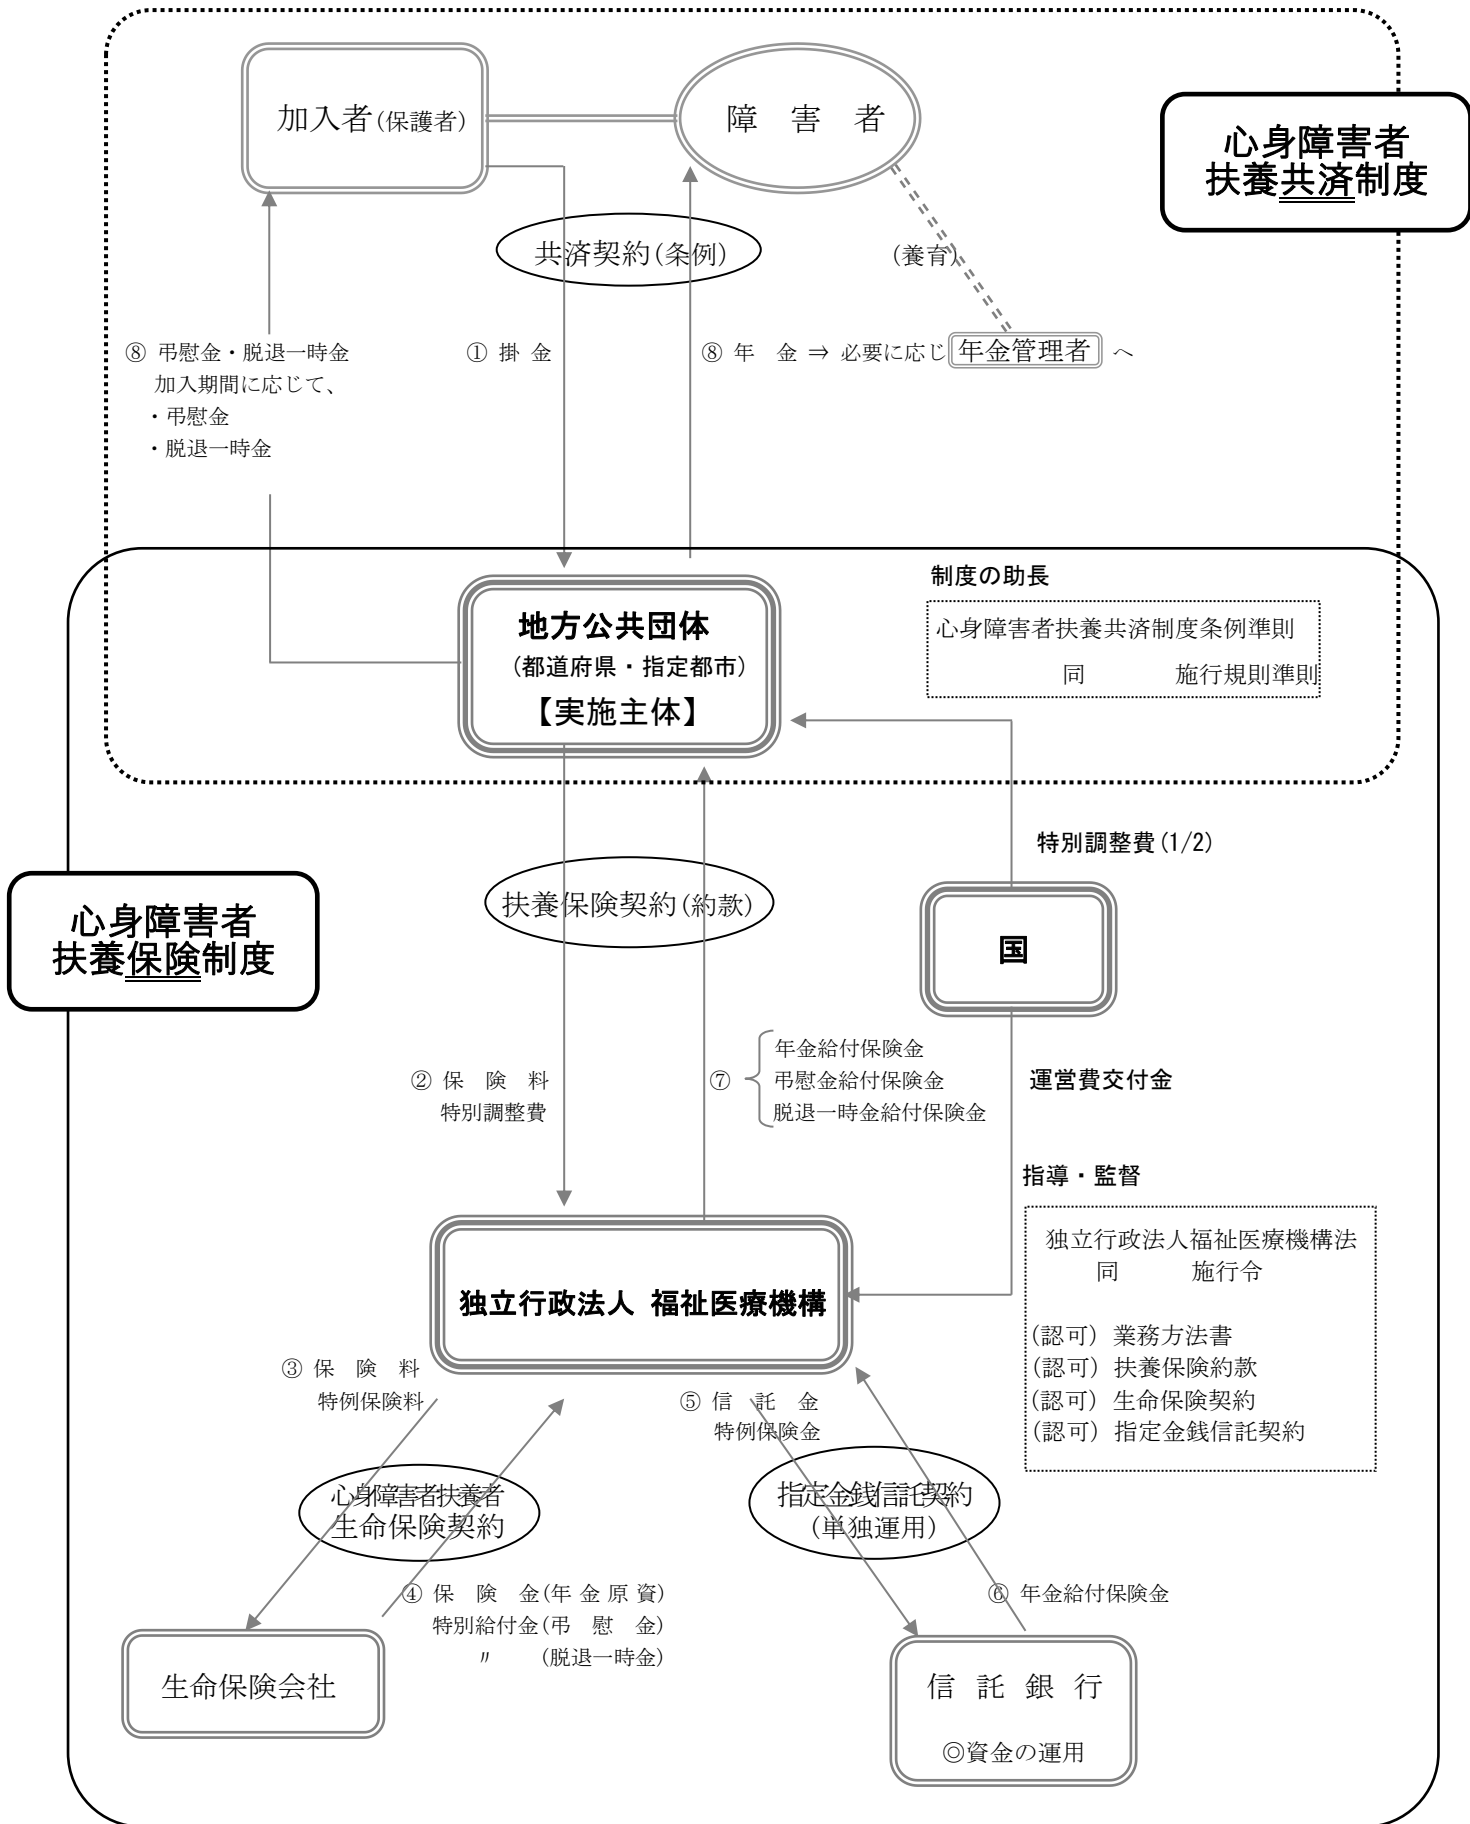 加入者(保護者)
障 害 者
心身障害者
扶養共済制度
共済契約(条例)
(養育)
⑧ 弔慰金・脱退一時金
加入期間に応じて、
・弔慰金
・脱退一時金
① 掛 金
⑧ 年 金 ⇒ 必要に応じ 年金管理者 へ
地方公共団体
(都道府県・指定都市)
【実施主体】
制度の助長
心身障害者扶養共済制度条例準則
同 施行規則準則
特別調整費(1/2)
扶養保険契約(約款)
心身障害者
扶養保険制度
国
② 保 険 料
特別調整費
⑦
年金給付保険金
弔慰金給付保険金
脱退一時金給付保険金
運営費交付金
指導・監督
独立行政法人福祉医療機構法
同 施行令
(認可) 業務方法書
(認可) 扶養保険約款
(認可) 生命保険契約
(認可) 指定金銭信託契約
独立行政法人 福祉医療機構
③ 保 険 料
特例保険料
⑤ 信 託 金
特例保険金
心身障害者扶養者
生命保険契約
指定金銭信託契約
(単独運用)
④ 保 険 金(年 金 原 資)
特別給付金(弔 慰 金)
〃 (脱退一時金)
⑥ 年金給付保険金
生命保険会社
信 託 銀 行
◎資金の運用